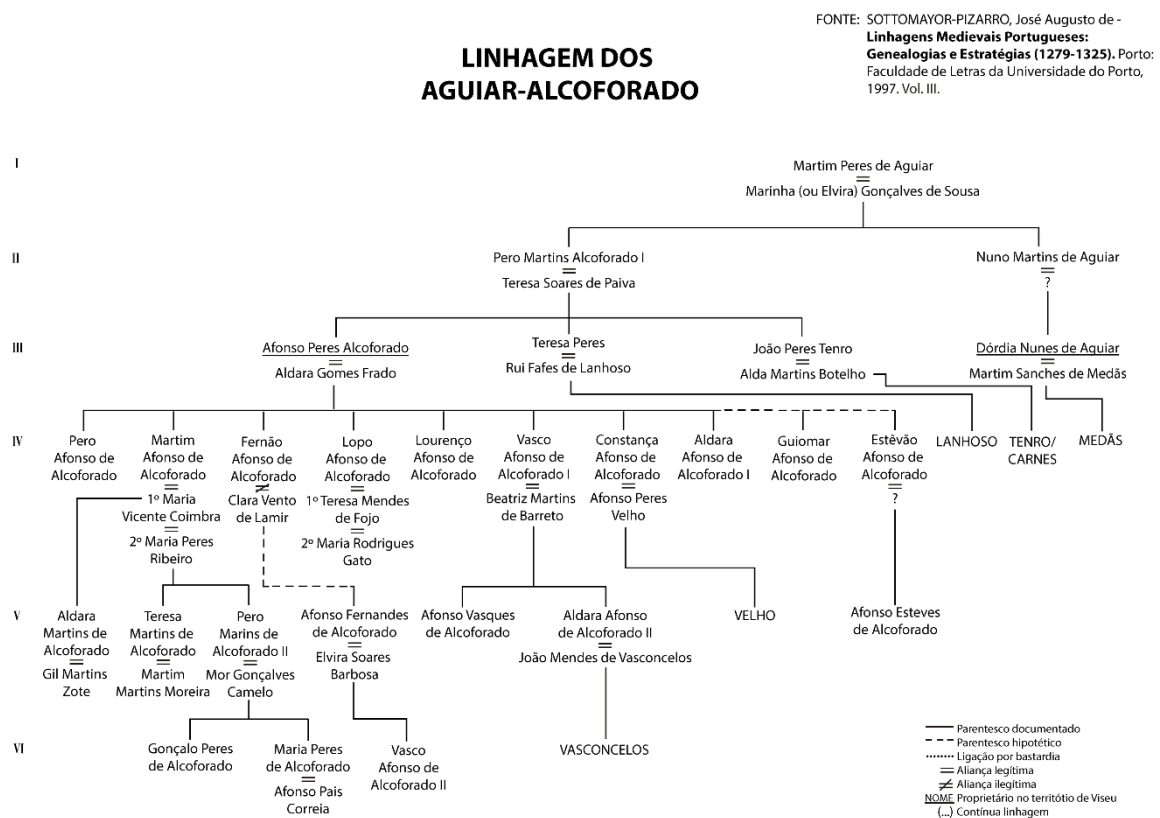 FONTE: SOTTOMAYOR-PIZARRO, José Augusto de -
Linhagens Medievais Portugueses:
Genealogias e Estratégias (1279-1325). Porto:
Faculdade de Letras da Universidade do Porto,
1997. Vol. III.
LINHAGEM DOS
AGUIAR-ALCOFORADO
I
Martim Peres de Aguiar
=
Marinha (ou Elvira) Gonçalves de Sousa
II
Pero Martins Alcoforado I
=
Teresa Soares de Paiva
Nuno Martins de Aguiar
=
?
III
Afonso Peres Alcoforado
=
Aldara Gomes Frado
Teresa Peres
=
Rui Fafes de Lanhoso
João Peres Tenro
=
Alda Martins Botelho
Dórdia Nunes de Aguiar
=
Martim Sanches de Medãs
IV
Pero
Afonso de
Alcoforado
Martim
Afonso de
Alcoforado
=
1º Maria
Vicente Coimbra
=
2º Maria Peres
Ribeiro
Fernão
Afonso de
Alcoforado
≠
Clara Vento
de Lamir
Lopo
Afonso de
Alcoforado
=
1º Teresa Mendes
de Fojo
=
2º Maria Rodrigues
Gato
Lourenço
Afonso de
Alcoforado
Vasco
Afonso de
Alcoforado I
=
Beatriz Martins
de Barreto
Constança
Afonso de
Alcoforado
=
Afonso Peres
Velho
Aldara
Afonso de
Alcoforado I
Guiomar
Afonso de
Alcoforado
Estêvão
Afonso de
Alcoforado
=
?
LANHOSO
TENRO/
CARNES
MEDÃS
V
Aldara
Martins de
Alcoforado
=
Gil Martins
Zote
Teresa
Martins de
Alcoforado
=
Martim
Martins Moreira
Pero
Marins de
Alcoforado II
=
Mor Gonçalves
Camelo
Afonso Fernandes
de Alcoforado
=
Elvira Soares
Barbosa
Afonso Vasques
de Alcoforado
Aldara Afonso
de Alcoforado II
=
João Mendes de Vasconcelos
VELHO
Afonso Esteves
de Alcoforado
VI
Gonçalo Peres
de Alcoforado
Maria Peres
de Alcoforado
=
Afonso Pais
Correia
Vasco
Afonso de
Alcoforado II
VASCONCELOS
Parentesco documentado
Parentesco hipotético
Ligação por bastardia
= Aliança legítima
≠ Aliança ilegítima
NOME Proprietário no territótio de Viseu
(...) Contínua linhagem